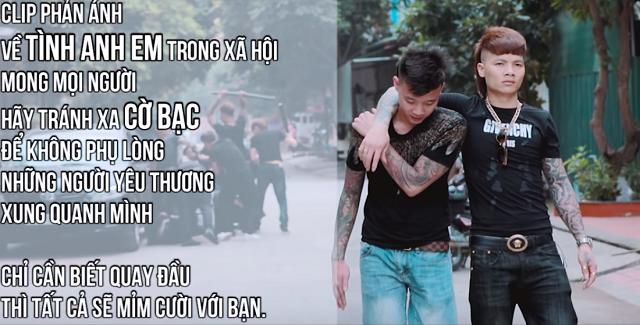 CLIP PHẢN ÁNH
VỀ TÌNH ANH EM TRONG XÃ HỘI
MONG MỌI NGƯỜI
HÃY TRÁNH XA CỜ BẠC
ĐỂ KHÔNG PHỤ LÒNG
NHỮNG NGƯỜI YÊU THƯƠNG
XUNG QUANH MÌNH
CHỈ CẦN BIẾT QUAY ĐẦU
THÌ TẤT CẢ SẼ MỈM CƯỜI VỚI BẠN.
GIVENCHY
PARIS